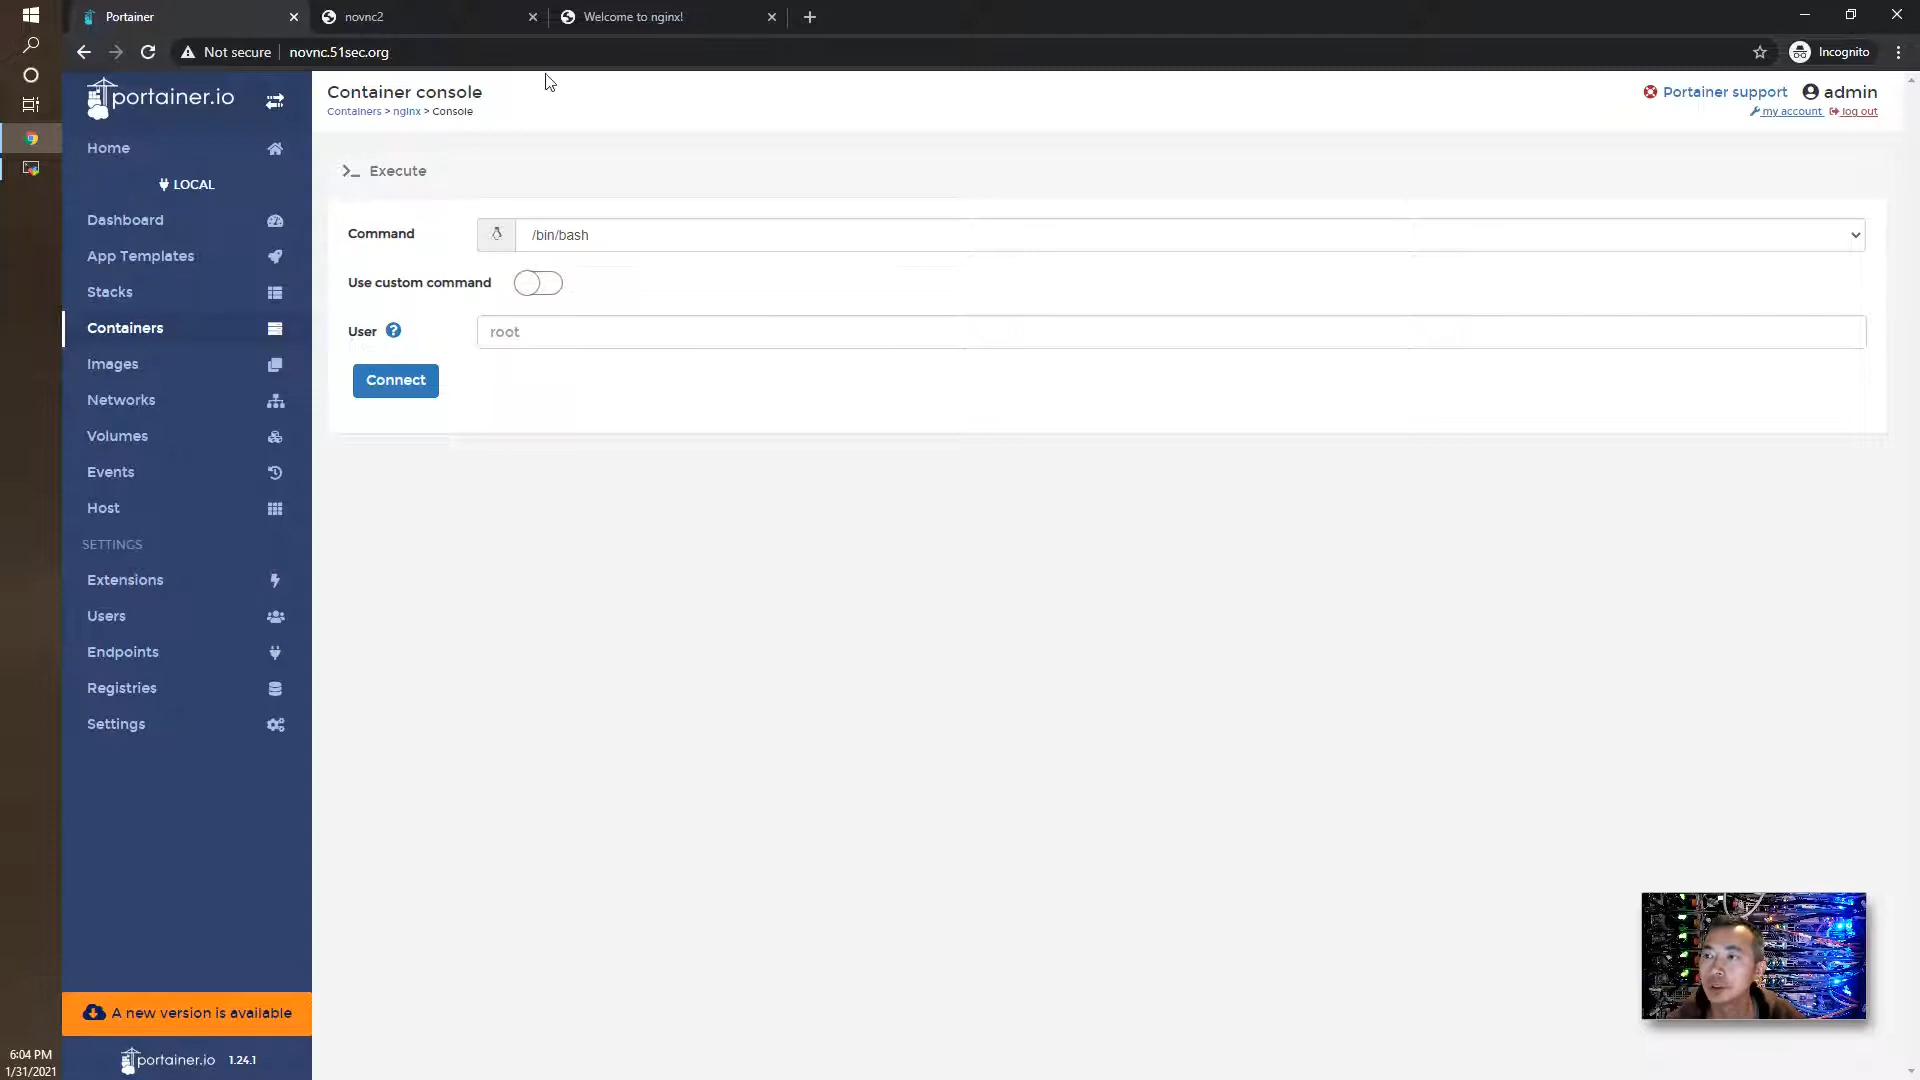 Portainer
novnc2
Welcome to nginx!
Not secure
novnc.51sec.org
Incognito
portainer.io
Home
LOCAL
Dashboard
App Templates
Stacks
Containers
Images
Networks
Volumes
Events
Host
SETTINGS
Extensions
Users
Endpoints
Registries
Settings
A new version is available
portainer.io 1.24.1
Container console
Containers > nginx > Console
Portainer support
admin
my account
log out
>_ Execute
Command
/bin/bash
Use custom command
User
root
Connect
6:04 PM
1/31/2021